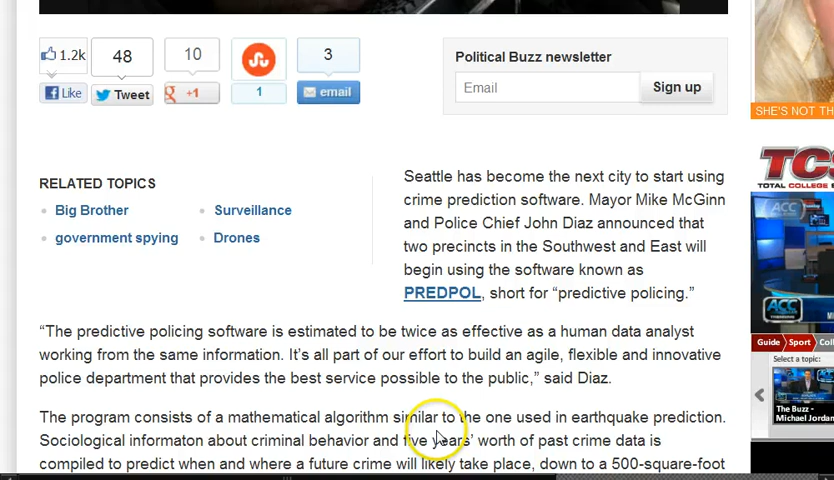 1.2k
48
10
3
Like
Tweet
+1
1
email
Political Buzz newsletter
Email
Sign up
SHE'S NOT TH
RELATED TOPICS
Big Brother
Surveillance
government spying
Drones
Seattle has become the next city to start using
crime prediction software. Mayor Mike McGinn
and Police Chief John Diaz announced that
two precincts in the Southwest and East will
begin using the software known as
PREDPOL, short for “predictive policing.”
“The predictive policing software is estimated to be twice as effective as a human data analyst
working from the same information. It’s all part of our effort to build an agile, flexible and innovative
police department that provides the best service possible to the public,” said Diaz.
The program consists of a mathematical algorithm similar to the one used in earthquake prediction.
Sociological informaton about criminal behavior and five years’ worth of past crime data is
compiled to predict when and where a future crime will likely take place, down to a 500-square-foot
TCS
TOTAL COLLEGE
ACC
ACC
Guide Sport Coll
Select a topic:
The Buzz -
Michael Jordan